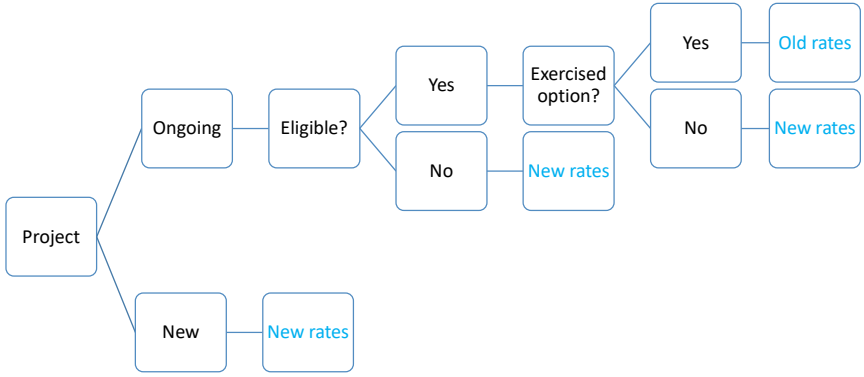 Yes
Old rates
Yes
Exercised
option?
Ongoing
Eligible?
No
New rates
No
New rates
Project
New
New rates